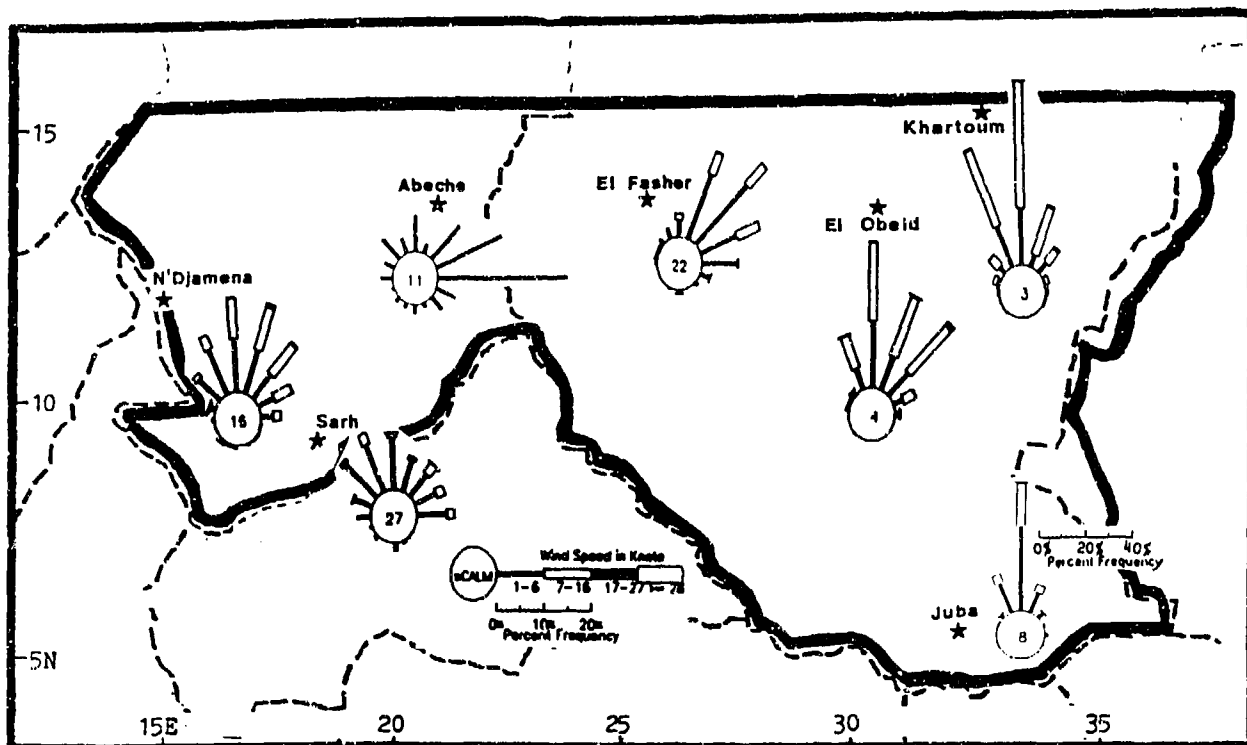 15
Khartoum
Abeche
El Fasher
El Obeid
11
22
3
N'Djamena
10
16
Sarh
4
27
Wind Speed in Knots
%CALM
1-6 7-16 17-27
0% 10% 20%
Percent Frequency
0% 20% 40%
Percent Frequency
Juba
8
5N
15E 20 25 30 35